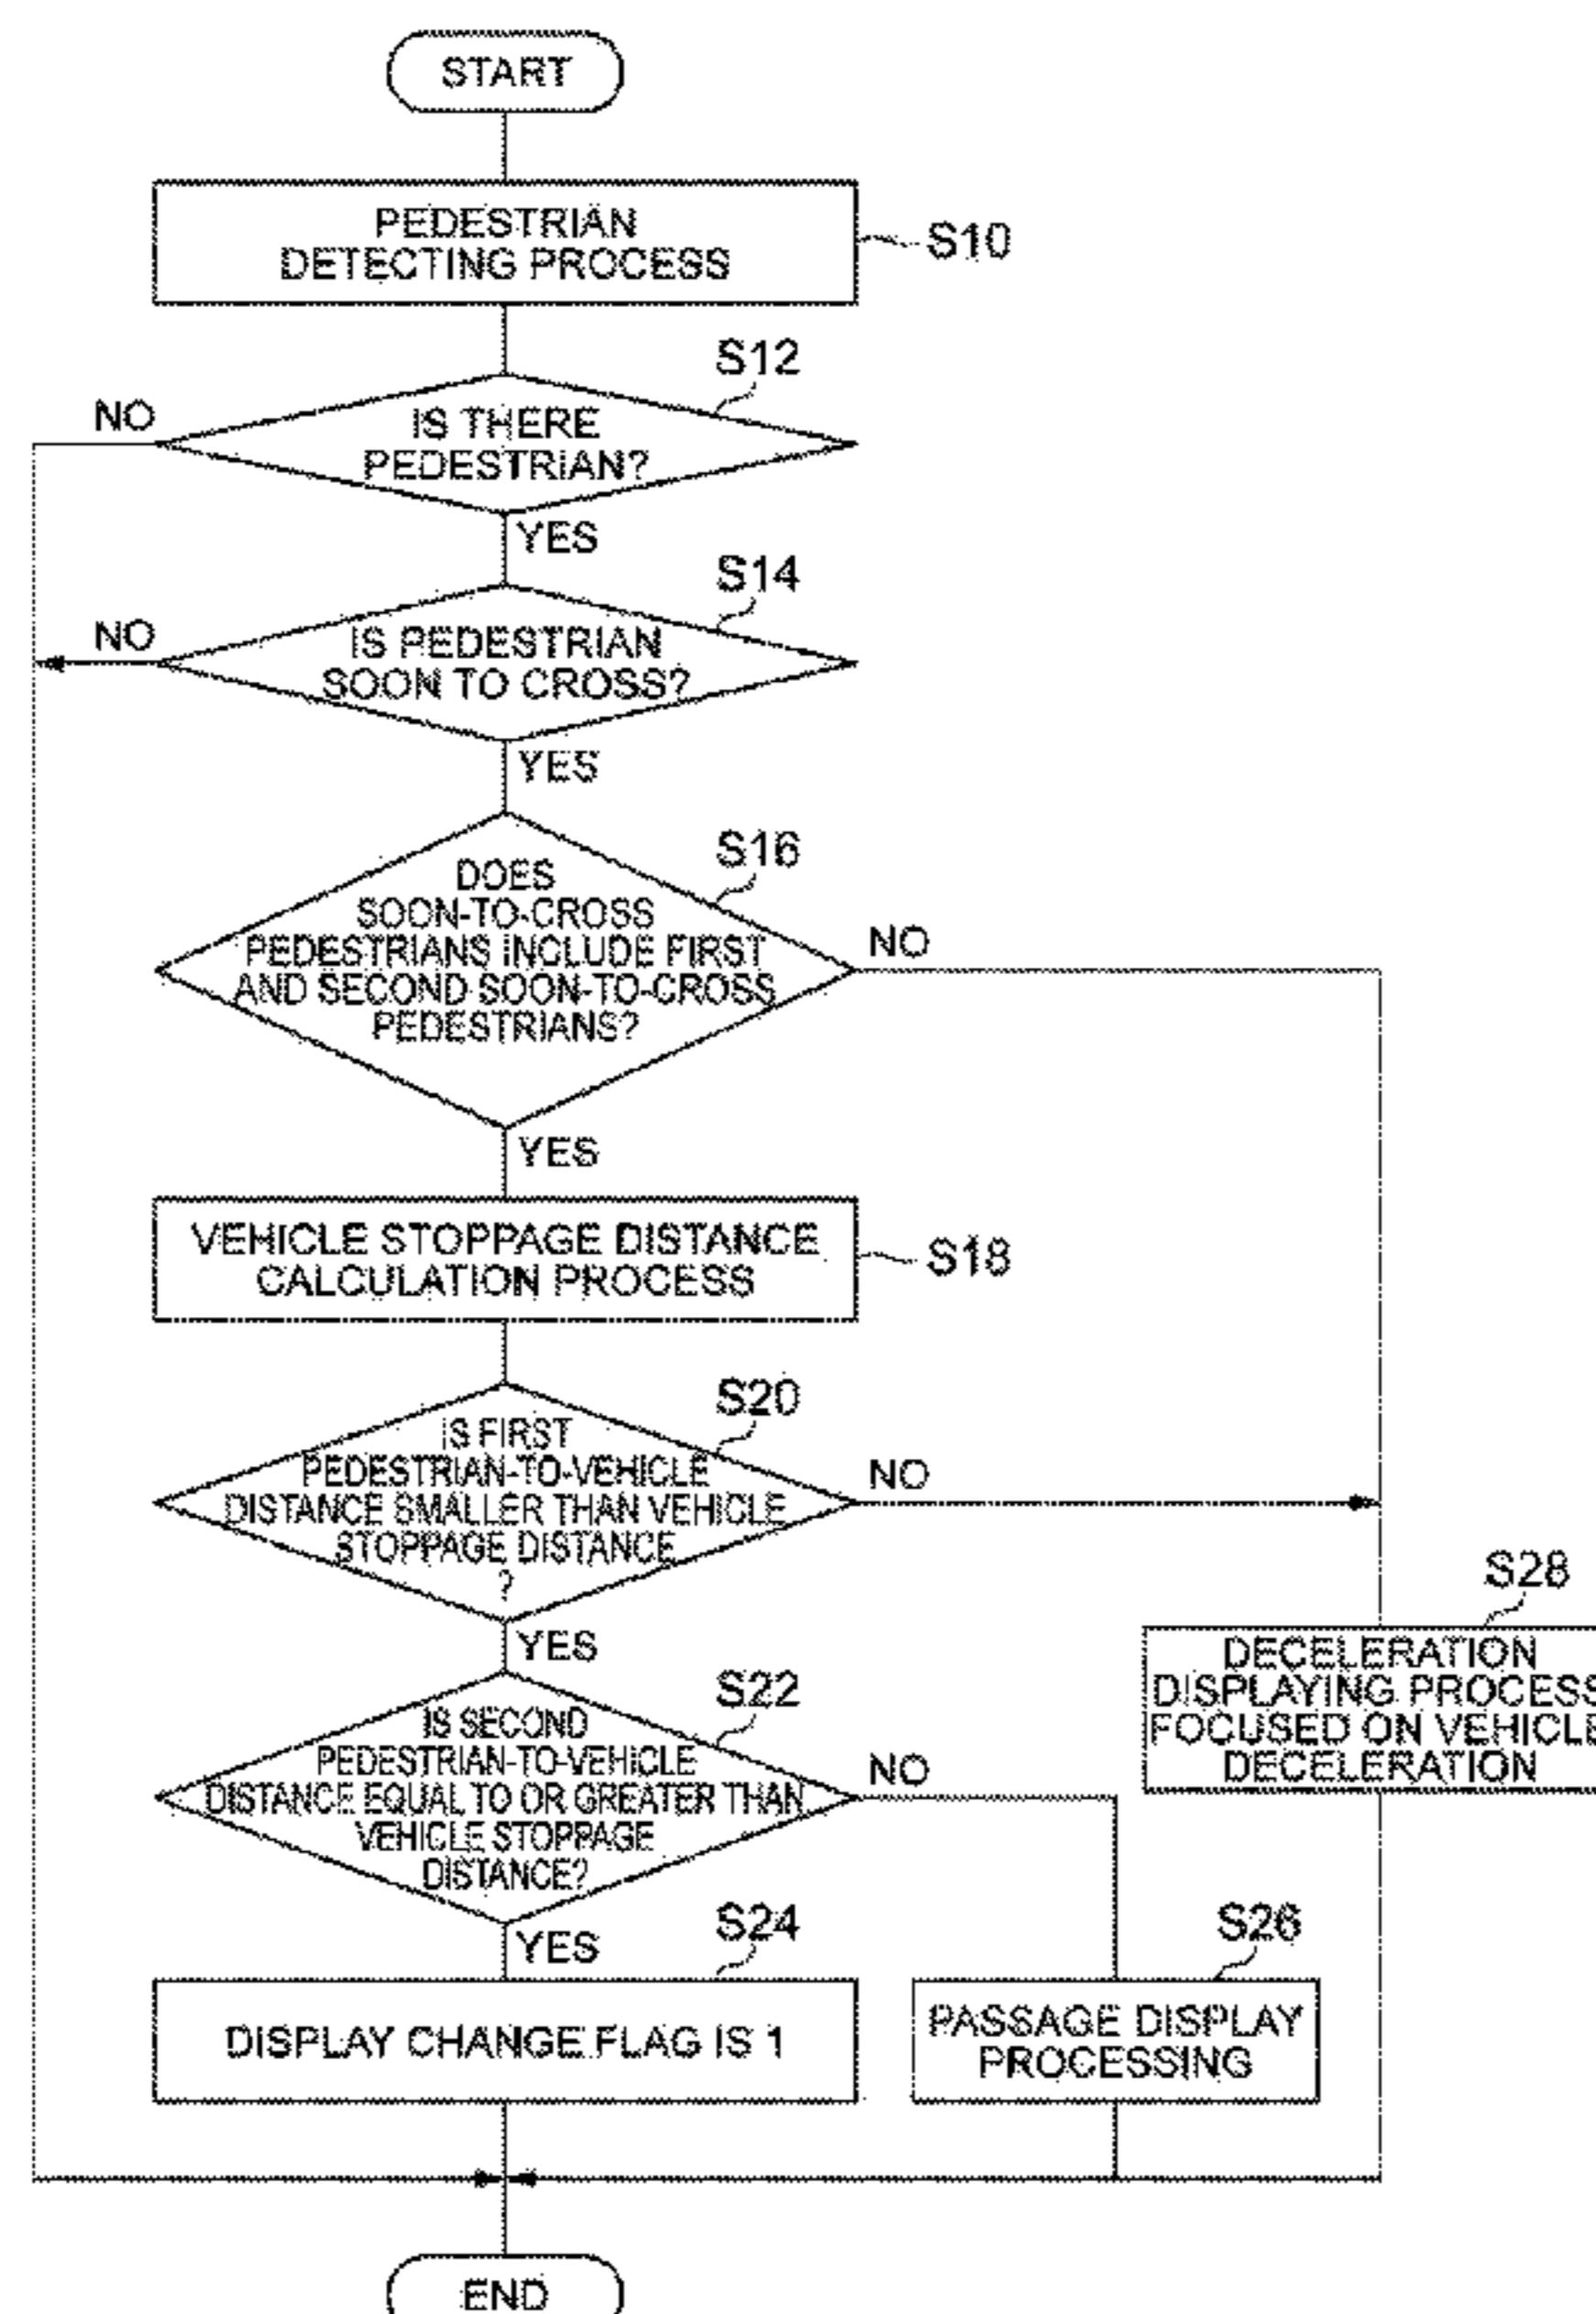 START
PEDESTRIAN
DETECTING PROCESS
S10
S12
NO
IS THERE
PEDESTRIAN?
YES
S14
NO
IS PEDESTRIAN
SOON TO CROSS?
YES
S16
DOES
SOON-TO-CROSS
PEDESTRIANS INCLUDE FIRST
AND SECOND SOON-TO-CROSS
PEDESTRIANS?
NO
YES
VEHICLE STOPPAGE DISTANCE
CALCULATION PROCESS
S18
S20
IS FIRST
PEDESTRIAN-TO-VEHICLE
DISTANCE SMALLER THAN VEHICLE
STOPPAGE DISTANCE
?
NO
YES
S28
DECELERATION
DISPLAYING PROCESS
FOCUSED ON VEHICLE
DECELERATION
S22
IS SECOND
PEDESTRIAN-TO-VEHICLE
DISTANCE EQUAL TO OR GREATER THAN
VEHICLE STOPPAGE
DISTANCE?
NO
YES
S24
DISPLAY CHANGE FLAG IS 1
S26
PASSAGE DISPLAY
PROCESSING
END